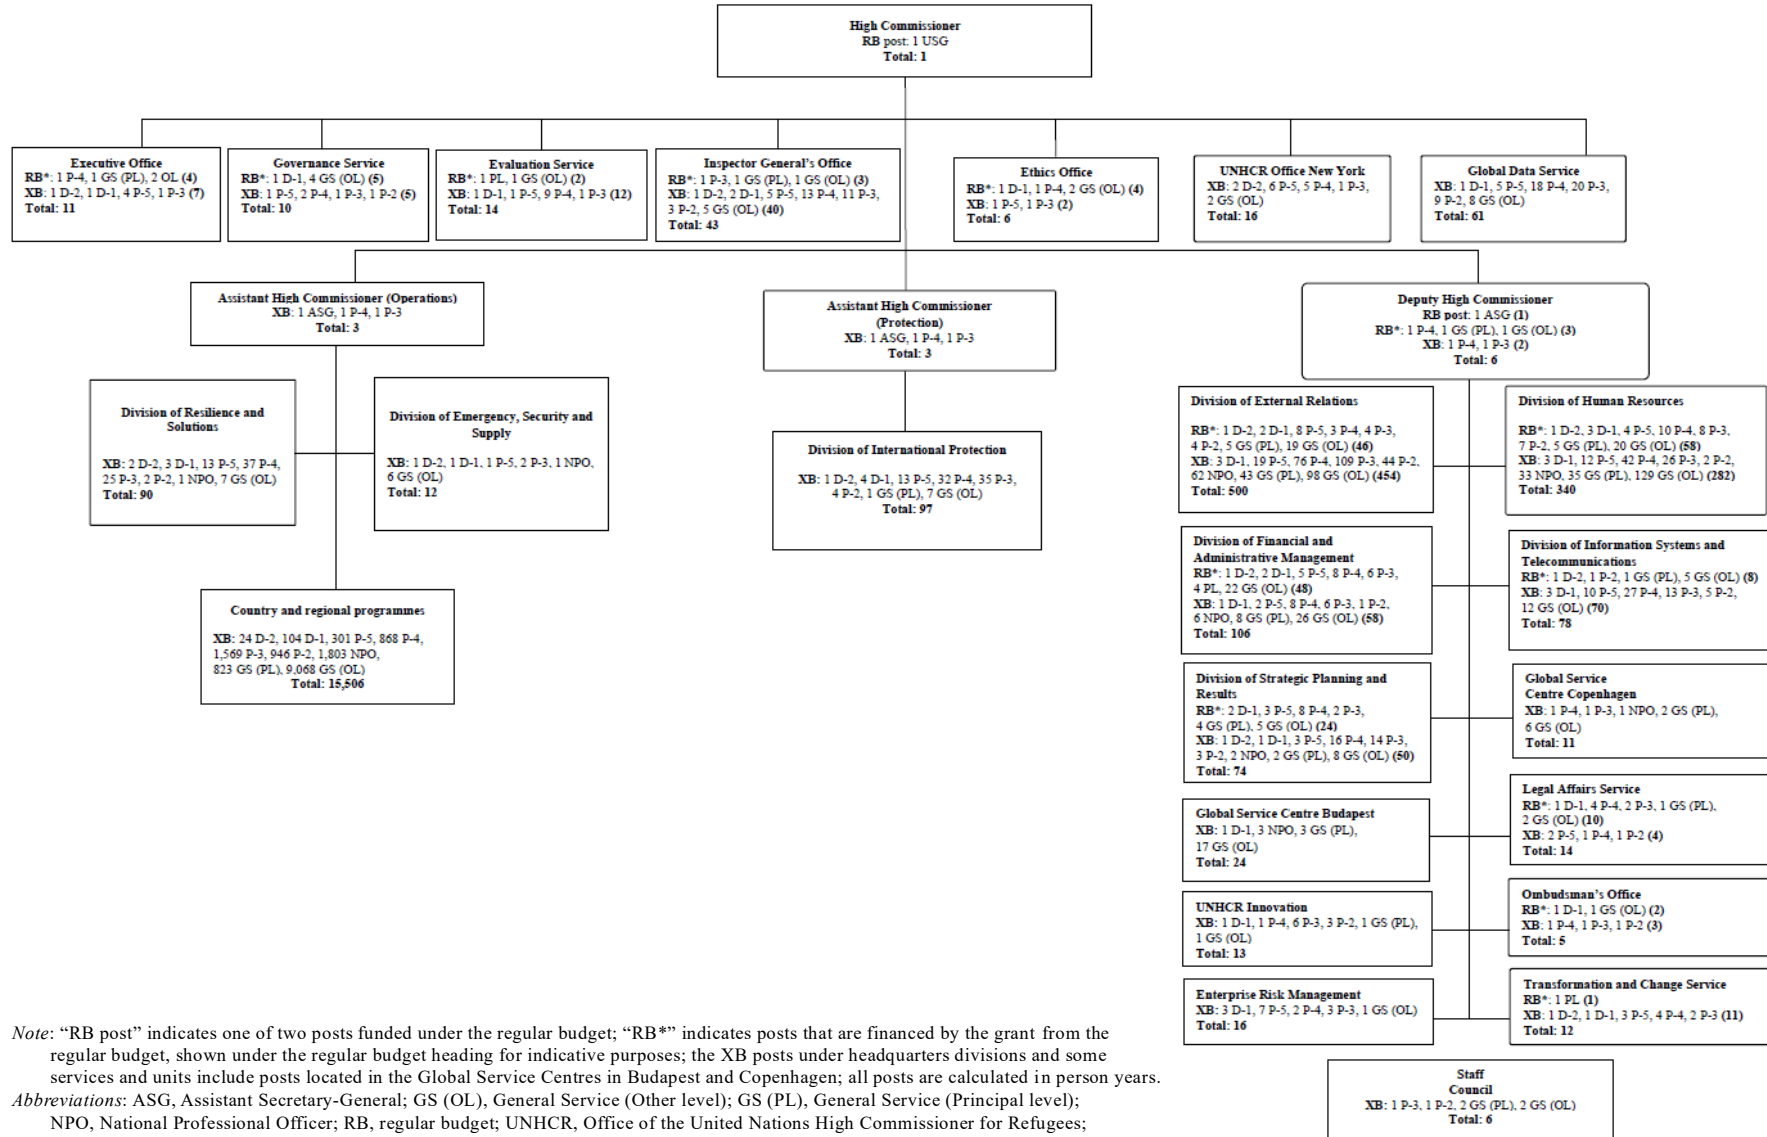 High Commissioner
RB post: 1 USG
Total: 1
Executive Office
RB*: 1 P-4, 1 GS (PL), 2 OL (4)
XB: 1 D-2, 1 D-1, 4 P-5, 1 P-3 (7)
Total: 11
Governance Service
RB*: 1 D-1, 4 GS (OL) (5)
XB: 1 P-5, 2 P-4, 1 P-3, 1 P-2 (5)
Total: 10
Evaluation Service
RB*: 1 PL, 1 GS (OL) (2)
XB: 1 D-1, 1 P-5, 9 P-4, 1 P-3 (12)
Total: 14
Inspector General's Office
RB*: 1 P-3, 1 GS (PL), 1 GS (OL) (3)
XB: 1 D-2, 2 D-1, 5 P-5, 13 P-4, 11 P-3,
3 P-2, 5 GS (OL) (40)
Total: 43
Ethics Office
RB*: 1 D-1, 1 P-4, 2 GS (OL) (4)
XB: 1 P-5, 1 P-3 (2)
Total: 6
UNHCR Office New York
XB: 2 D-2, 6 P-5, 5 P-4, 1 P-3,
2 GS (OL)
Total: 16
Global Data Service
XB: 1 D-1, 5 P-5, 18 P-4, 20 P-3,
9 P-2, 8 GS (OL)
Total: 61
Assistant High Commissioner (Operations)
XB: 1 ASG, 1 P-4, 1 P-3
Total: 3
Assistant High Commissioner
(Protection)
XB: 1 ASG, 1 P-4, 1 P-3
Total: 3
Deputy High Commissioner
RB post: 1 ASG (1)
RB*: 1 P-4, 1 GS (PL), 1 GS (OL) (3)
XB: 1 P-4, 1 P-3 (2)
Total: 6
Division of Resilience and
Solutions
XB: 2 D-2, 3 D-1, 13 P-5, 37 P-4,
25 P-3, 2 P-2, 1 NPO, 7 GS (OL)
Total: 90
Division of Emergency, Security and
Supply
XB: 1 D-2, 1 D-1, 1 P-5, 2 P-3, 1 NPO,
6 GS (OL)
Total: 12
Country and regional programmes
XB: 24 D-2, 104 D-1, 301 P-5, 868 P-4,
1,569 P-3, 946 P-2, 1,803 NPO,
823 GS (PL), 9,068 GS (OL)
Total: 15,506
Division of International Protection
XB: 1 D-2, 4 D-1, 13 P-5, 32 P-4, 35 P-3,
4 P-2, 1 GS (PL), 7 GS (OL)
Total: 97
Division of External Relations
RB*: 1 D-2, 2 D-1, 8 P-5, 3 P-4, 4 P-3,
4 P-2, 5 GS (PL), 19 GS (OL) (46)
XB: 3 D-1, 19 P-5, 76 P-4, 109 P-3, 44 P-2,
62 NPO, 43 GS (PL), 98 GS (OL) (454)
Total: 500
Division of Human Resources
RB*: 1 D-2, 3 D-1, 4 P-5, 10 P-4, 8 P-3,
7 P-2, 5 GS (PL), 20 GS (OL) (58)
XB: 3 D-1, 12 P-5, 42 P-4, 26 P-3, 2 P-2,
33 NPO, 35 GS (PL), 129 GS (OL) (282)
Total: 340
Division of Financial and
Administrative Management
RB*: 1 D-2, 2 D-1, 5 P-5, 8 P-4, 6 P-3,
4 PL, 22 GS (OL) (48)
XB: 1 D-1, 2 P-5, 8 P-4, 6 P-3, 1 P-2,
6 NPO, 8 GS (PL), 26 GS (OL) (58)
Total: 106
Division of Information Systems and
Telecommunications
RB*: 1 D-2, 1 P-2, 1 GS (PL), 5 GS (OL) (8)
XB: 3 D-1, 10 P-5, 27 P-4, 13 P-3, 5 P-2,
12 GS (OL) (70)
Total: 78
Division of Strategic Planning and
Results
RB*: 2 D-1, 3 P-5, 8 P-4, 2 P-3,
4 GS (PL), 5 GS (OL) (24)
XB: 1 D-2, 1 D-1, 3 P-5, 16 P-4, 14 P-3,
3 P-2, 2 NPO, 2 GS (PL), 8 GS (OL) (50)
Total: 74
Global Service
Centre Copenhagen
XB: 1 P-4, 1 P-3, 1 NPO, 2 GS (PL),
6 GS (OL)
Total: 11
Global Service Centre Budapest
XB: 1 D-1, 3 NPO, 3 GS (PL),
17 GS (OL)
Total: 24
Legal Affairs Service
RB*: 1 D-1, 4 P-4, 2 P-3, 1 GS (PL),
2 GS (OL) (10)
XB: 2 P-5, 1 P-4, 1 P-2 (4)
Total: 14
UNHCR Innovation
XB: 1 D-1, 1 P-4, 6 P-3, 3 P-2, 1 GS (PL),
1 GS (OL)
Total: 13
Ombudsman's Office
RB*: 1 D-1, 1 GS (OL) (2)
XB: 1 P-4, 1 P-3, 1 P-2 (3)
Total: 5
Enterprise Risk Management
XB: 3 D-1, 7 P-5, 2 P-4, 3 P-3, 1 GS (OL)
Total: 16
Transformation and Change Service
RB*: 1 PL (1)
XB: 1 D-2, 1 D-1, 3 P-5, 4 P-4, 2 P-3 (11)
Total: 12
Staff
Council
XB: 1 P-3, 1 P-2, 2 GS (PL), 2 GS (OL)
Total: 6
Note: “RB post” indicates one of two posts funded under the regular budget; “RB*” indicates posts that are financed by the grant from the
regular budget, shown under the regular budget heading for indicative purposes; the XB posts under headquarters divisions and some
services and units include posts located in the Global Service Centres in Budapest and Copenhagen; all posts are calculated in person years.
Abbreviations: ASG, Assistant Secretary-General; GS (OL), General Service (Other level); GS (PL), General Service (Principal level);
NPO, National Professional Officer; RB, regular budget; UNHCR, Office of the United Nations High Commissioner for Refugees;